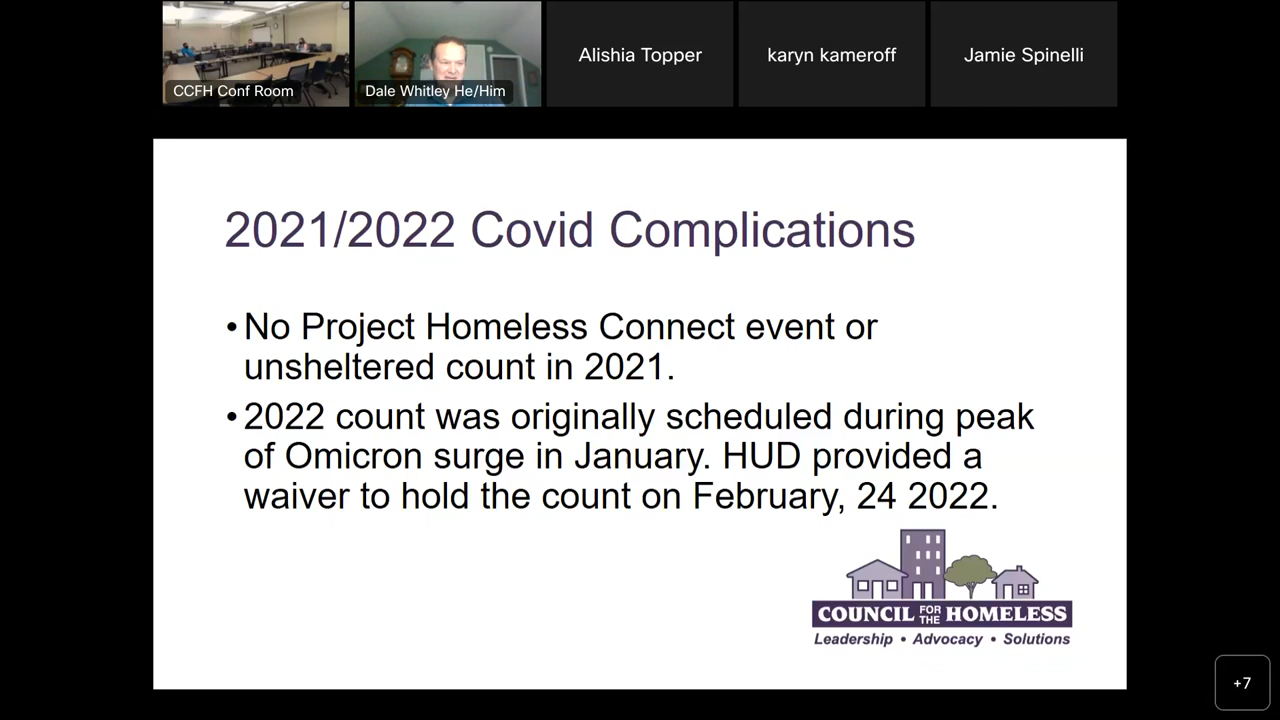 CCFH Conf Room
Dale Whitley He/Him
Alishia Topper
karyn kameroff
Jamie Spinelli
2021/2022 Covid Complications
• No Project Homeless Connect event or
unsheltered count in 2021.
• 2022 count was originally scheduled during peak
of Omicron surge in January. HUD provided a
waiver to hold the count on February, 24 2022.
COUNCIL FOR THE HOMELESS
Leadership • Advocacy • Solutions
+7